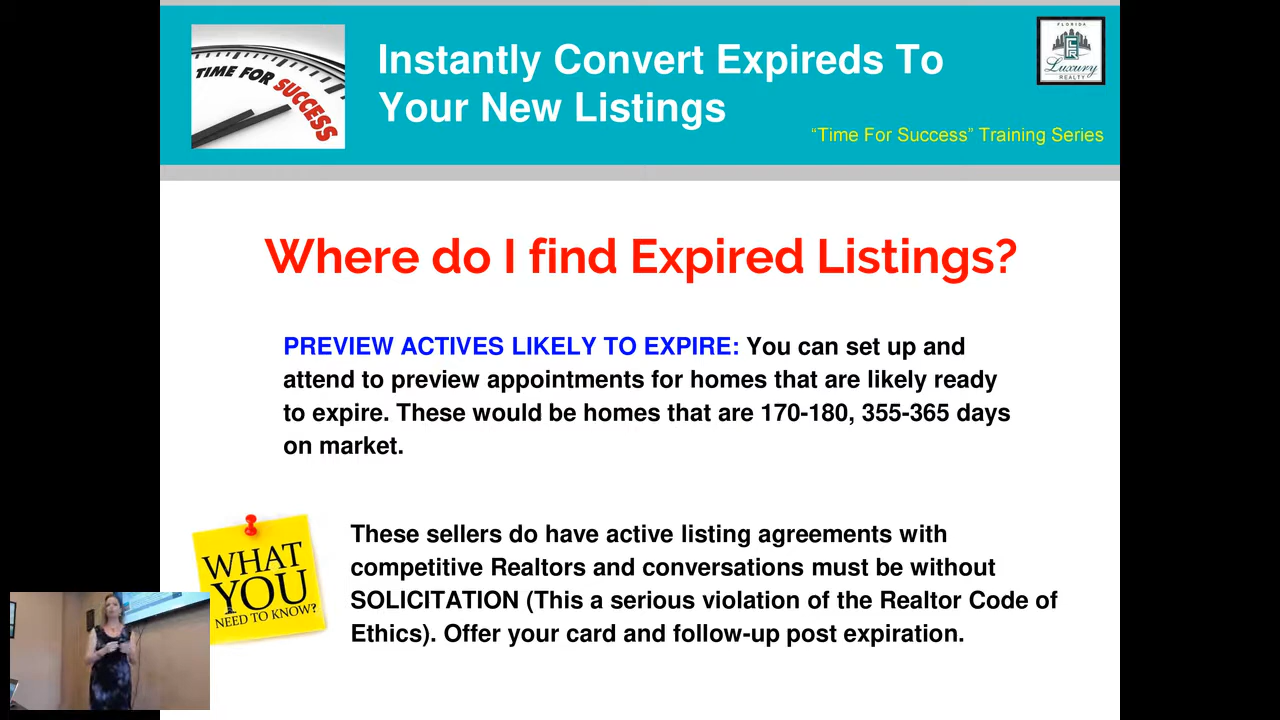 TIME FOR SUCCESS
Instantly Convert Expireds To
Your New Listings
FLORIDA
Luxury
REALTY
“Time For Success” Training Series
Where do I find Expired Listings?
PREVIEW ACTIVES LIKELY TO EXPIRE: You can set up and
attend to preview appointments for homes that are likely ready
to expire. These would be homes that are 170-180, 355-365 days
on market.
WHAT
YOU
NEED TO KNOW?
These sellers do have active listing agreements with
competitive Realtors and conversations must be without
SOLICITATION (This a serious violation of the Realtor Code of
Ethics). Offer your card and follow-up post expiration.